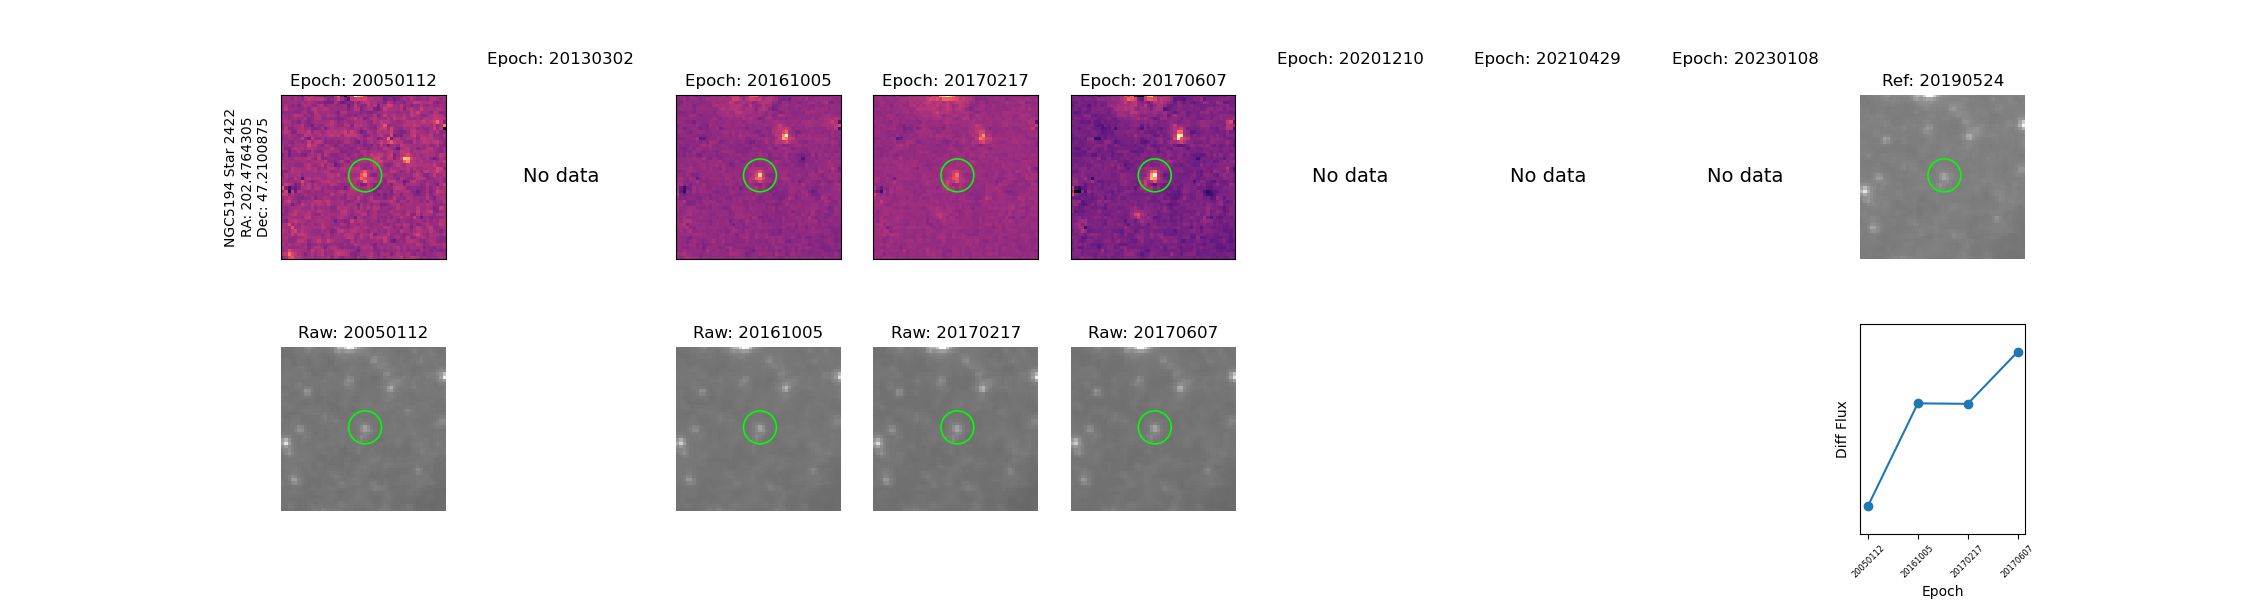 Epoch: 20130302
Epoch: 20201210
Epoch: 20210429
Epoch: 20230108
Epoch: 20050112
Epoch: 20161005
Epoch: 20170217
Epoch: 20170607
Ref: 20190524
NGC5194 Star 2422
RA: 202.4764305
Dec: 47.2100875
No data
No data
No data
No data
Raw: 20050112
Raw: 20161005
Raw: 20170217
Raw: 20170607
Diff Flux
20050112
20161005
20170217
20170607
Epoch